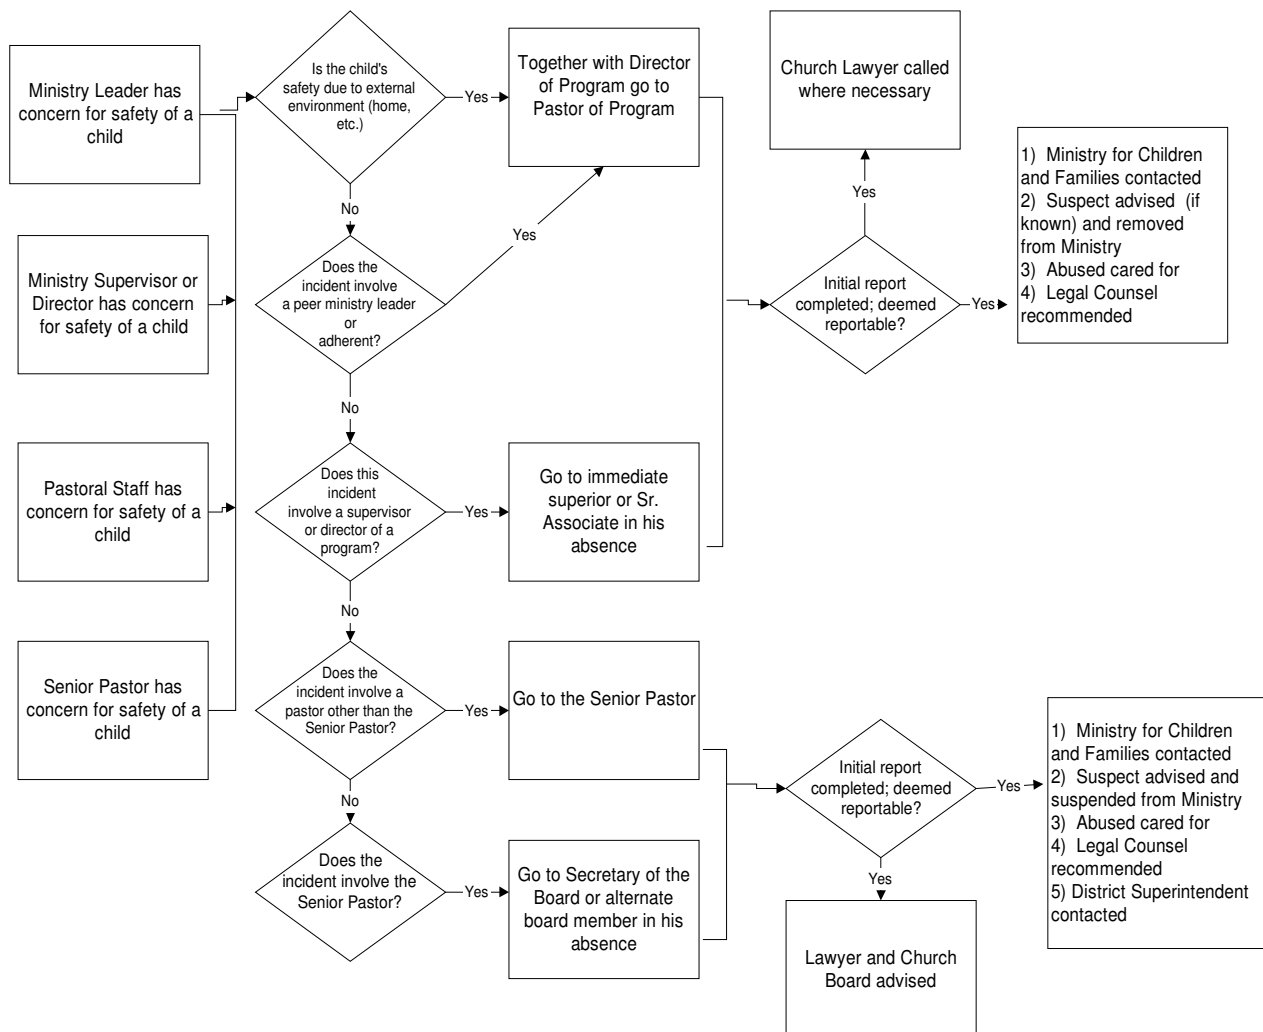 Ministry Leader has
concern for safety of a
child
Ministry Supervisor or
Director has concern
for safety of a child
Pastoral Staff has
concern for safety of a
child
Senior Pastor has
concern for safety of a
child
Is the child's
safety due to external
environment (home,
etc.)
Yes
No
Together with Director
of Program go to
Pastor of Program
Does the
incident involve
a peer ministry leader
or
adherent?
Yes
No
Does this
incident
involve a supervisor
or director of a
program?
Yes
No
Go to immediate
superior or Sr.
Associate in his
absence
Does the
incident involve a
pastor other than the
Senior Pastor?
Yes
No
Go to the Senior Pastor
Does the
incident involve the
Senior Pastor?
Yes
Go to Secretary of the
Board or alternate
board member in his
absence
Church Lawyer called
where necessary
Yes
Initial report
completed; deemed
reportable?
Yes
1) Ministry for Children
and Families contacted
2) Suspect advised (if
known) and removed
from Ministry
3) Abused cared for
4) Legal Counsel
recommended
Initial report
completed; deemed
reportable?
Yes
Yes
1) Ministry for Children
and Families contacted
2) Suspect advised and
suspended from Ministry
3) Abused cared for
4) Legal Counsel
recommended
5) District Superintendent
contacted
Lawyer and Church
Board advised